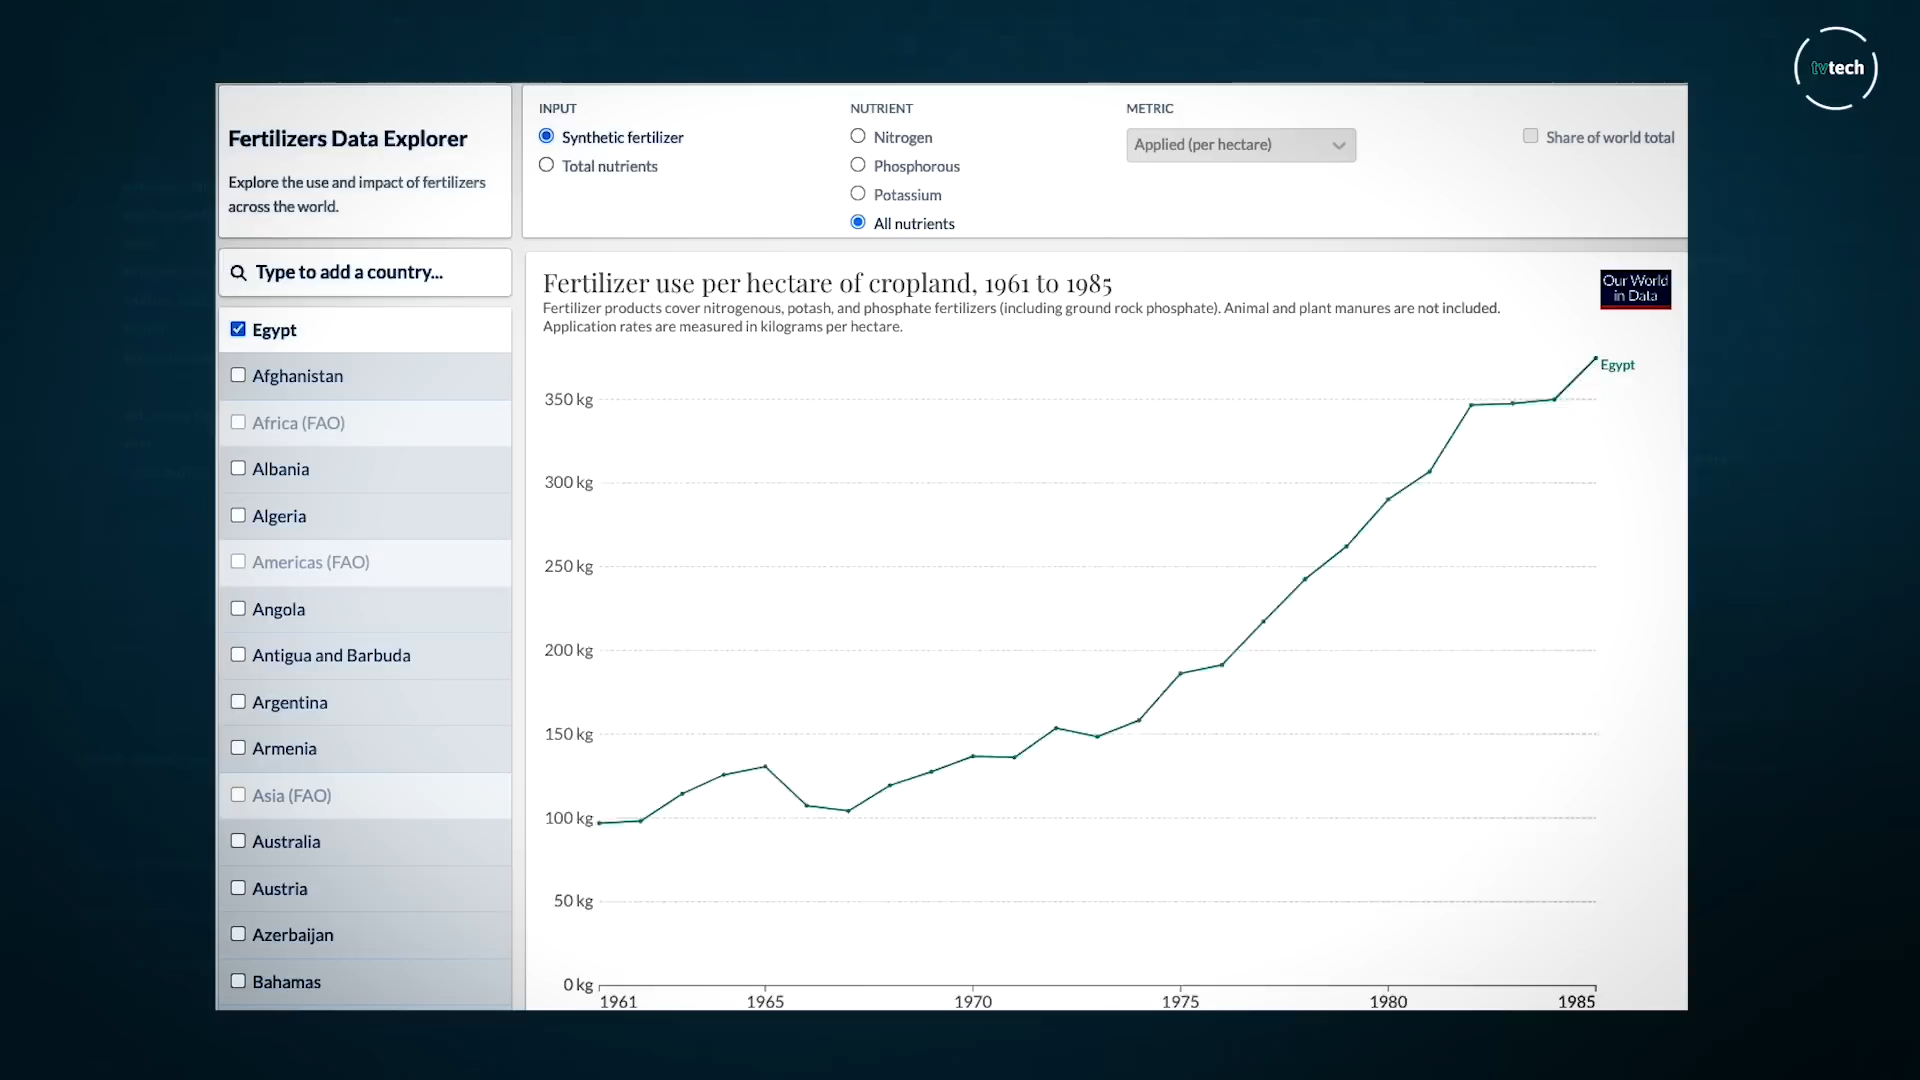 tvtech
Fertilizers Data Explorer
Explore the use and impact of fertilizers
across the world.
INPUT
Synthetic fertilizer
Total nutrients
NUTRIENT
Nitrogen
Phosphorous
Potassium
All nutrients
METRIC
Applied (per hectare)
Share of world total
Type to add a country...
Egypt
Afghanistan
Africa (FAO)
Albania
Algeria
Americas (FAO)
Angola
Antigua and Barbuda
Argentina
Armenia
Asia (FAO)
Australia
Austria
Azerbaijan
Bahamas
Fertilizer use per hectare of cropland, 1961 to 1985
Fertilizer products cover nitrogenous, potash, and phosphate fertilizers (including ground rock phosphate). Animal and plant manures are not included.
Application rates are measured in kilograms per hectare.
Our World
in Data
Egypt
350 kg
300 kg
250 kg
200 kg
150 kg
100 kg
50 kg
0 kg
1961 1965 1970 1975 1980 1985